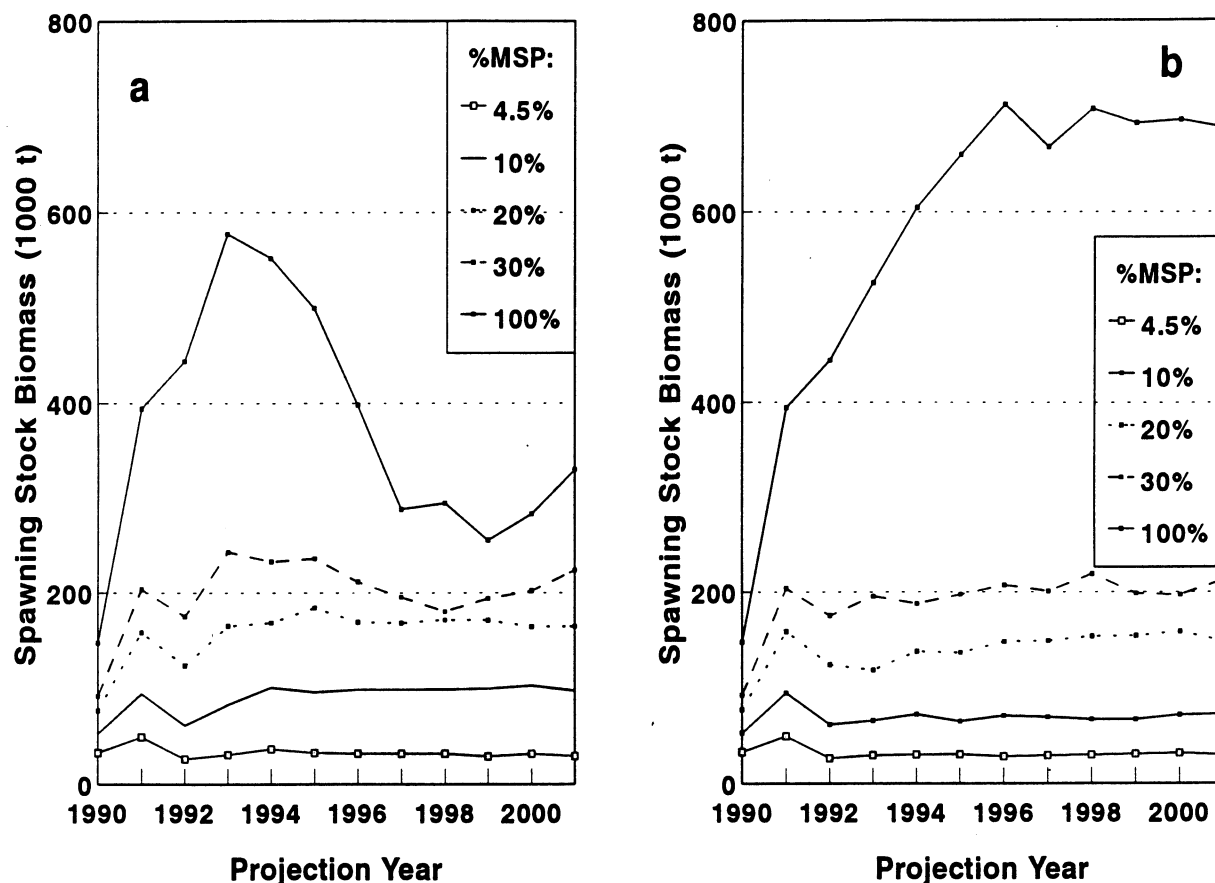 a
%MSP:
4.5%
10%
20%
30%
100%
800
600
400
200
0
Spawning Stock Biomass (1000 t)
1990 1992 1994 1996 1998 2000
Projection Year
b
%MSP:
4.5%
10%
20%
30%
100%
800
600
400
200
0
Spawning Stock Biomass (1000 t)
1990 1992 1994 1996 1998 2000
Projection Year